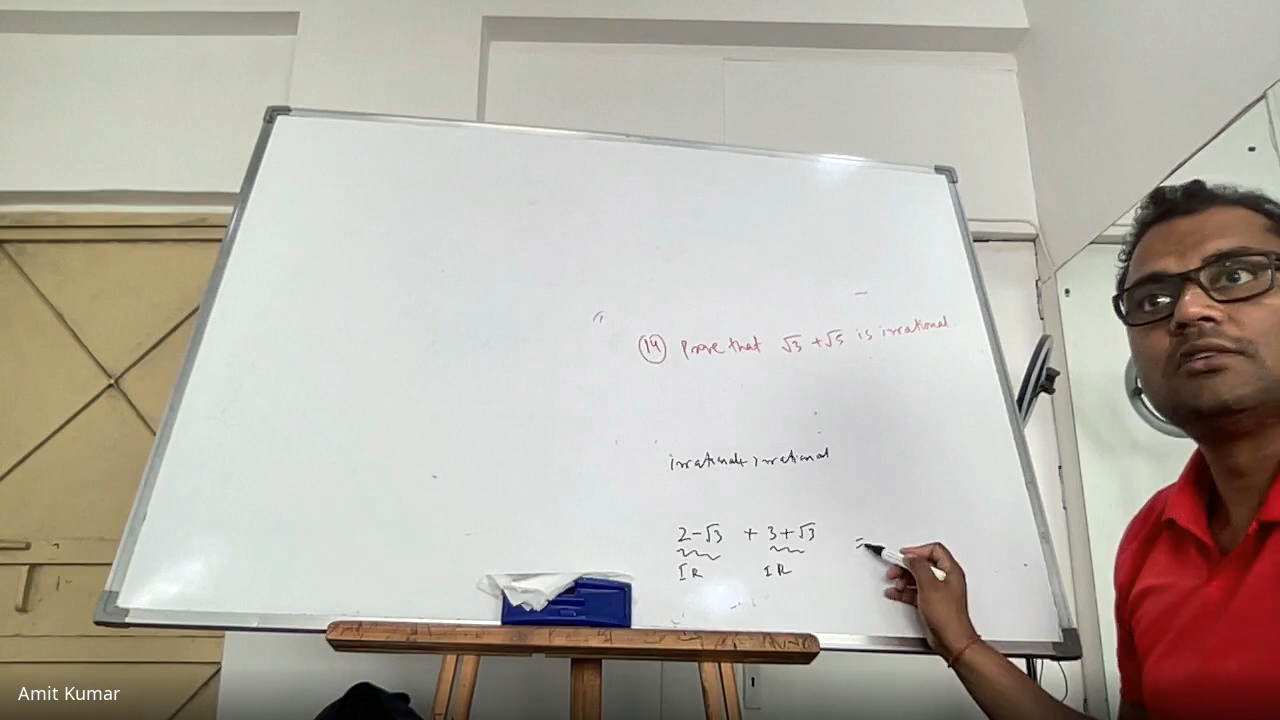 (14) Prove that √3 + √5 is irrational.
irrational + irrational
2-√3 + 3+√3 =
IR IR
Amit Kumar